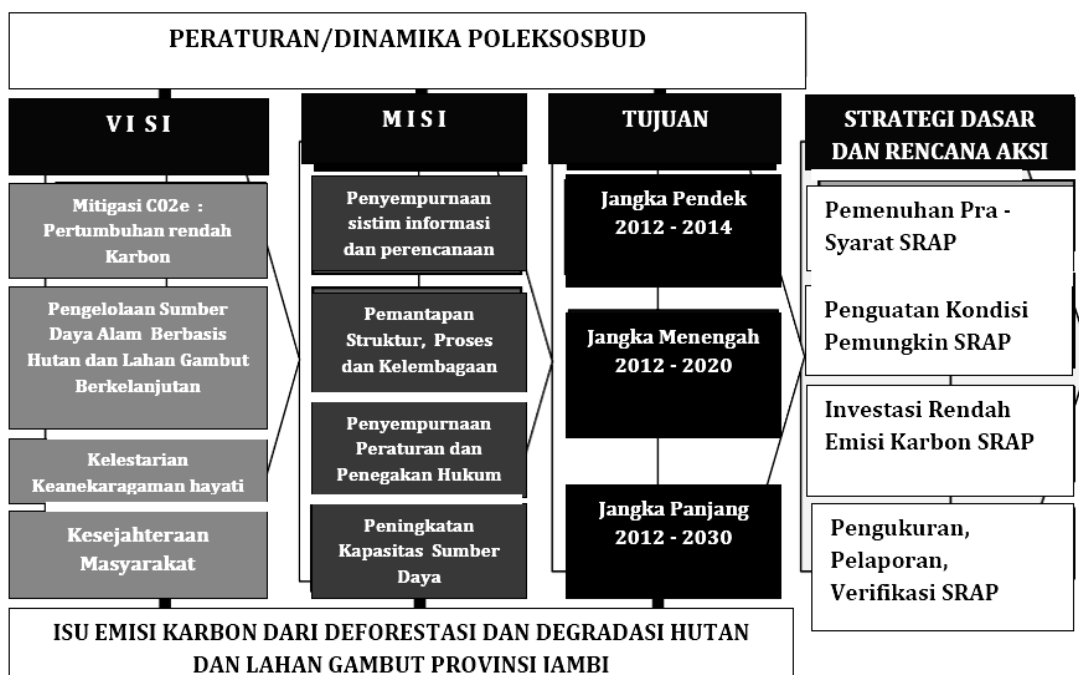 PERATURAN/DINAMIKA POLEKSOSBUD
VI SI
Mitigasi C02e :
Pertumbuhan rendah
Karbon
Pengelolaan Sumber
Daya Alam Berbasis
Hutan dan Lahan Gambut
Berkelanjutan
Kelestarian
Keanekaragaman hayati
Kesejahteraan
Masyarakat
M I S I
Penyempurnaan
sistim informasi
dan perencanaan
Pemantapan
Struktur, Proses
dan Kelembagaan
Penyempurnaan
Peraturan dan
Penegakan Hukum
Peningkatan
Kapasitas Sumber
Daya
TUJUAN
Jangka Pendek
2012 - 2014
Jangka Menengah
2012 - 2020
Jangka Panjang
2012 - 2030
STRATEGI DASAR
DAN RENCANA AKSI
Pemenuhan Pra -
Syarat SRAP
Penguatan Kondisi
Pemungkin SRAP
Investasi Rendah
Emisi Karbon SRAP
Pengukuran,
Pelaporan,
Verifikasi SRAP
ISU EMISI KARBON DARI DEFORESTASI DAN DEGRADASI HUTAN
DAN LAHAN GAMBUT PROVINSI JAMBI